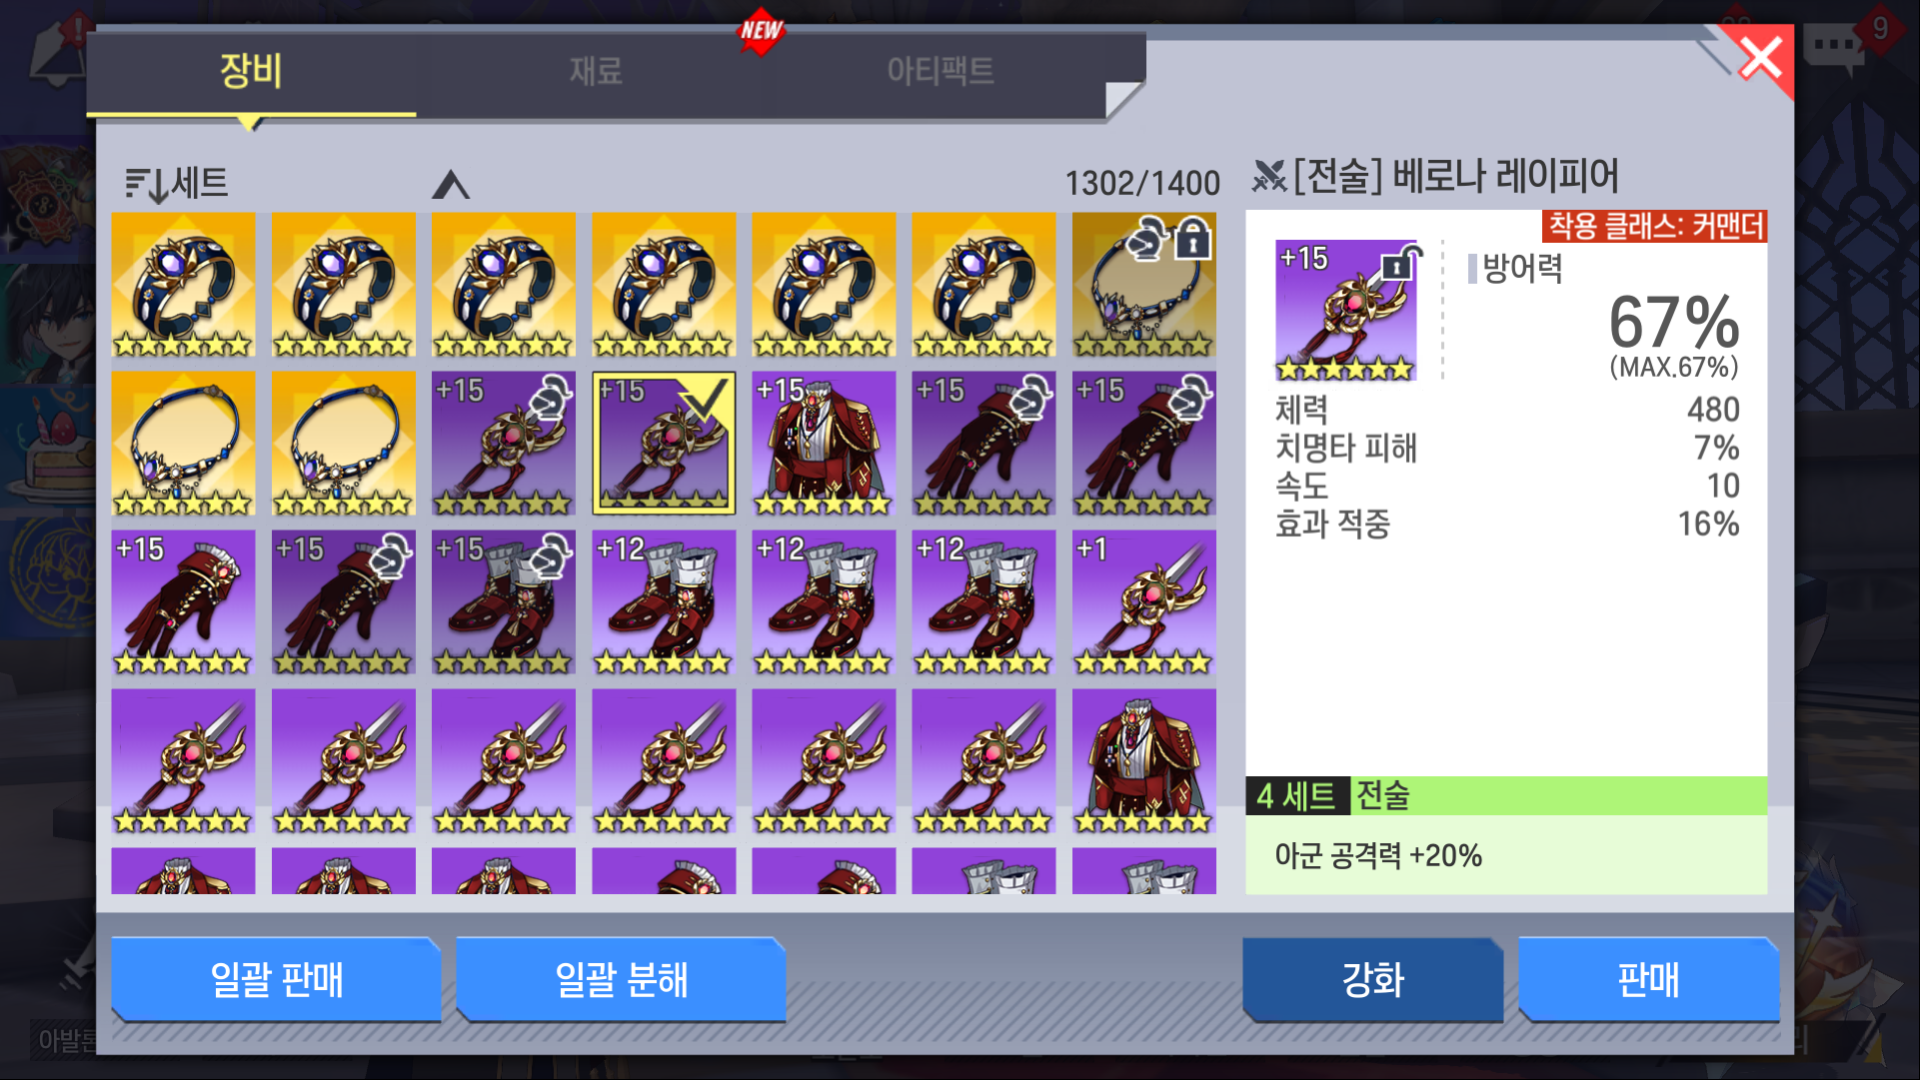 NEW
9
장비
재료
아티팩트
세트
1302/1400
[전술] 베로나 레이피어
착용 클래스: 커맨더
+15
방어력
67%
(MAX.67%)
체력 480
치명타 피해 7%
속도 10
효과 적중 16%
+15 +15 +15 +15 +15
+15 +15 +15 +12 +12 +12 +1
4 세트 전술
아군 공격력 +20%
일괄 판매
일괄 분해
강화
판매
아발론